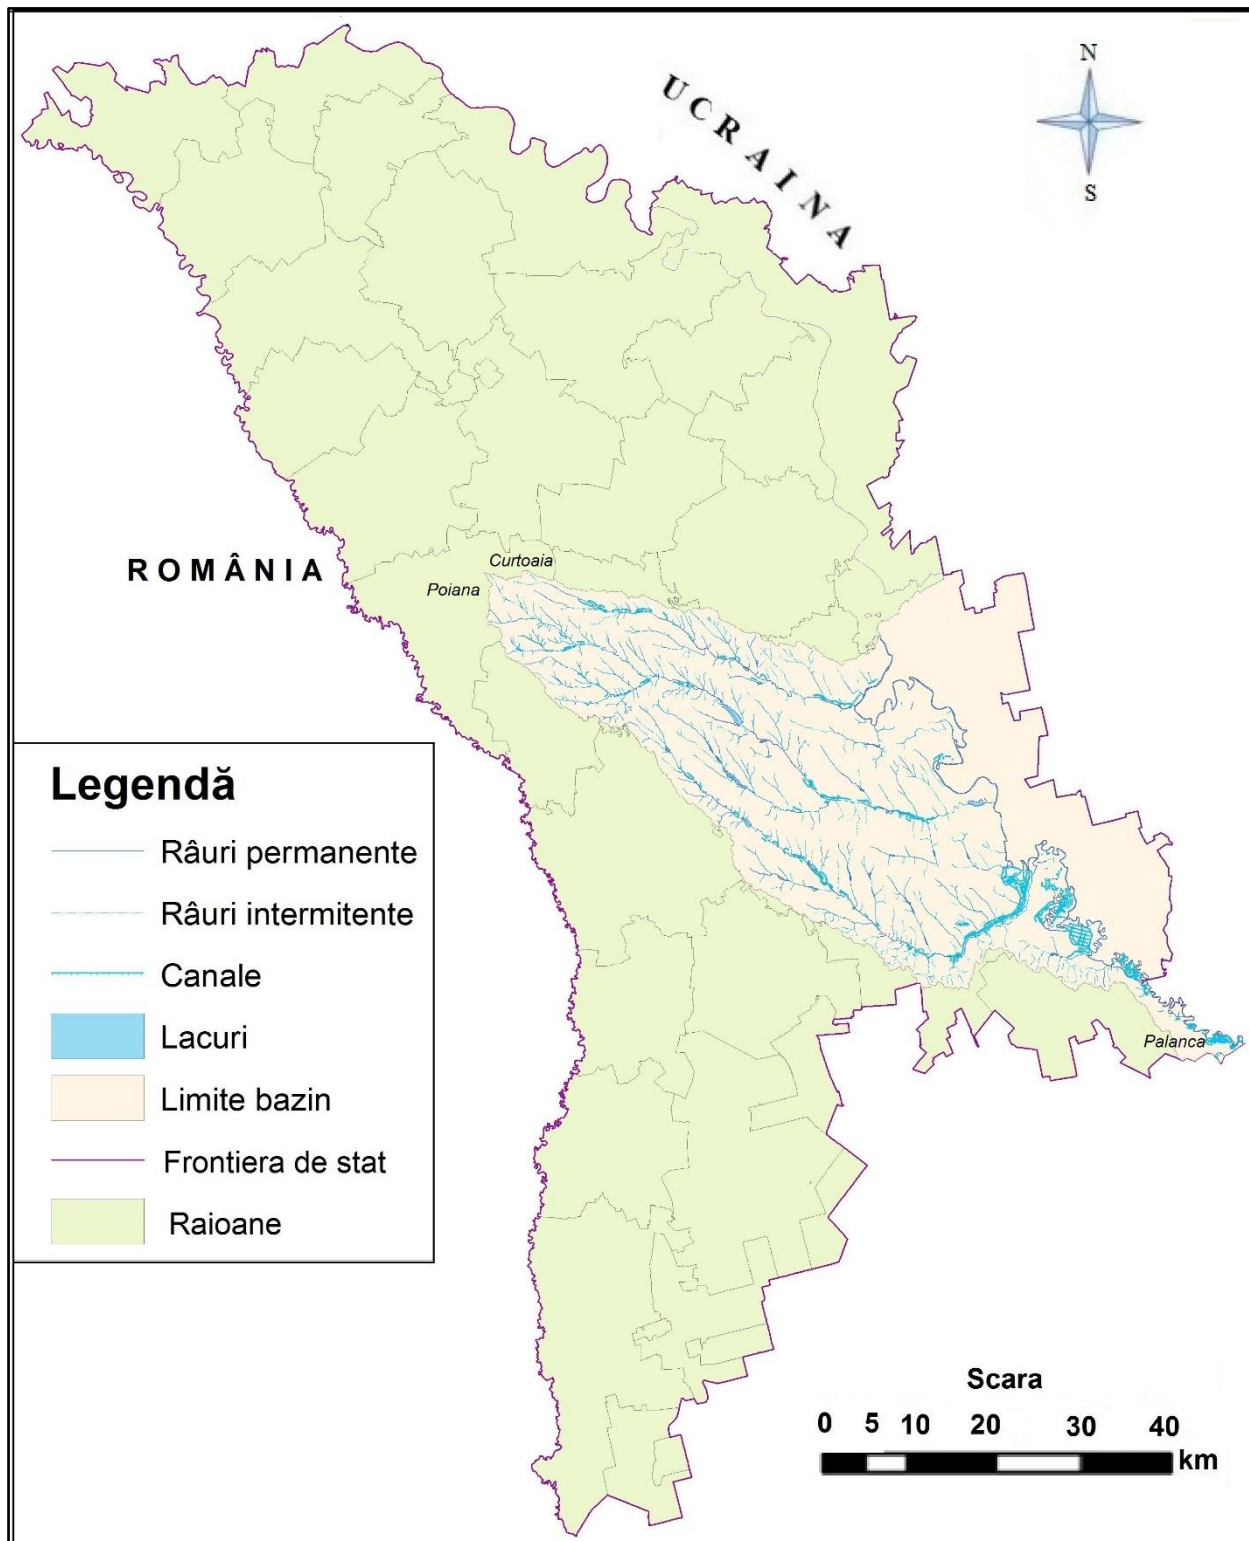 N
S
UCRAINA
ROMÂNIA
Curtoaia
Poiana
Palanca
Legendă
Râuri permanente
Râuri intermitente
Canale
Lacuri
Limite bazin
Frontiera de stat
Raioane
Scara
0 5 10 20 30 40
km